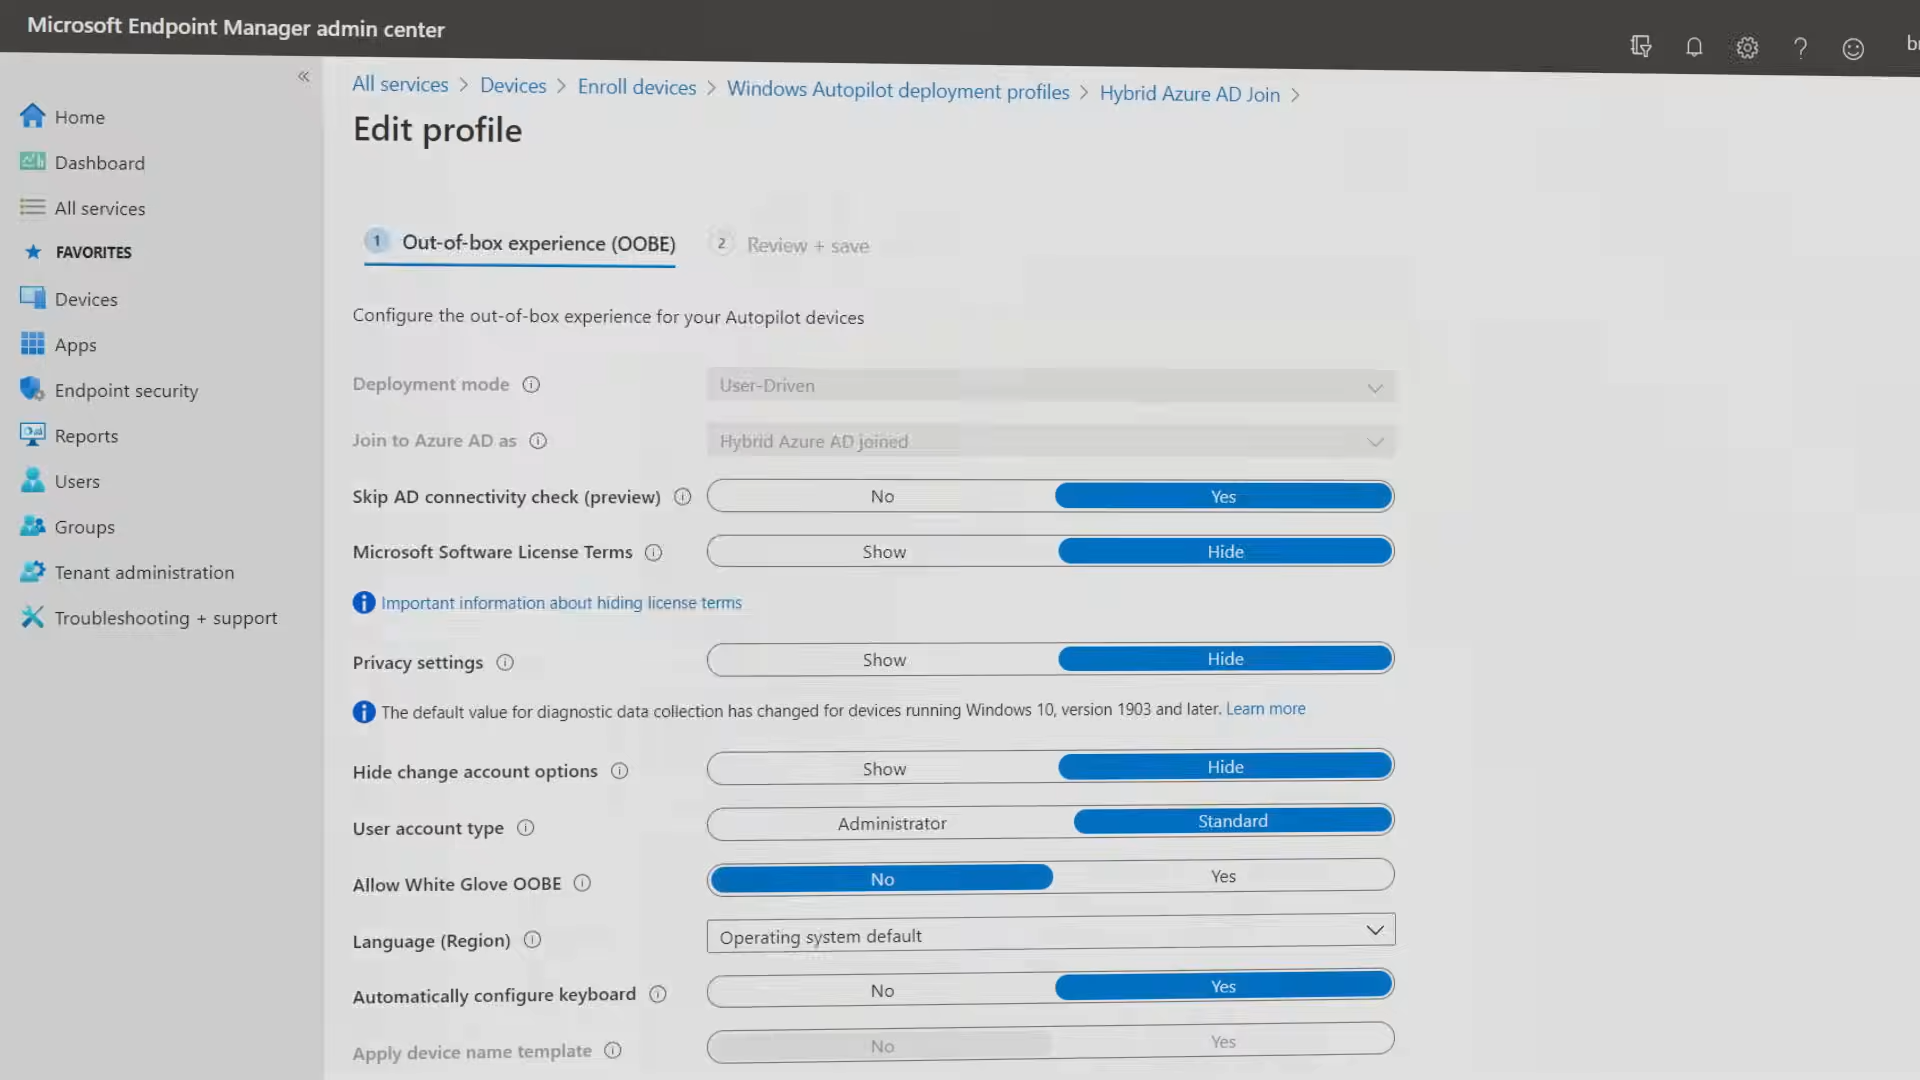 Microsoft Endpoint Manager admin center
All services > Devices > Enroll devices > Windows Autopilot deployment profiles > Hybrid Azure AD Join >
Edit profile
Home
Dashboard
All services
FAVORITES
Devices
Apps
Endpoint security
Reports
Users
Groups
Tenant administration
Troubleshooting + support
1 Out-of-box experience (OOBE) 2 Review + save
Configure the out-of-box experience for your Autopilot devices
Deployment mode User-Driven
Join to Azure AD as Hybrid Azure AD joined
Skip AD connectivity check (preview) No Yes
Microsoft Software License Terms Show Hide
Important information about hiding license terms
Privacy settings Show Hide
The default value for diagnostic data collection has changed for devices running Windows 10, version 1903 and later. Learn more
Hide change account options Show Hide
User account type Administrator Standard
Allow White Glove OOBE No Yes
Language (Region) Operating system default
Automatically configure keyboard No Yes
Apply device name template No Yes